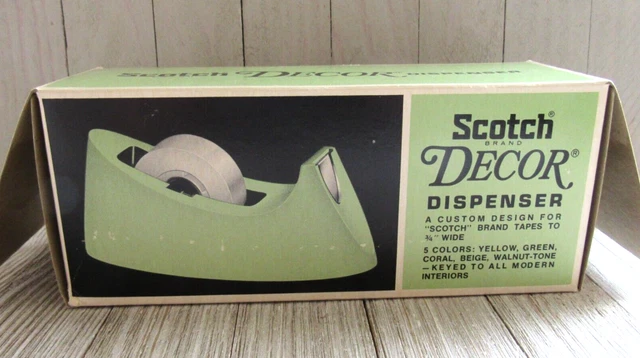 Scotch DECOR DISPENSER
Scotch®
BRAND
DECOR®
DISPENSER
A CUSTOM DESIGN FOR
"SCOTCH" BRAND TAPES TO
¾" WIDE
5 COLORS: YELLOW, GREEN,
CORAL, BEIGE, WALNUT-TONE
—KEYED TO ALL MODERN
INTERIORS